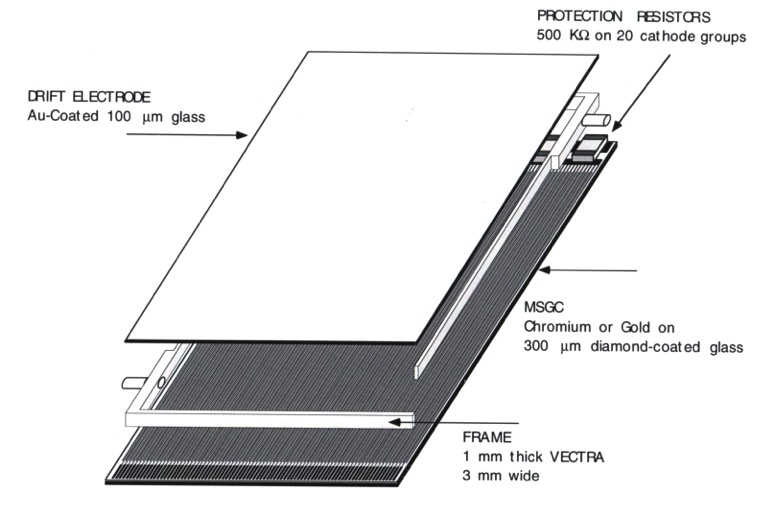 PROTECTION RESISTORS
500 KΩ on 20 cathode groups
DRIFT ELECTRODE
Au-Coated 100 µm glass
MSGC
Chromium or Gold on
300 µm diamond-coated glass
FRAME
1 mm thick VECTRA
3 mm wide